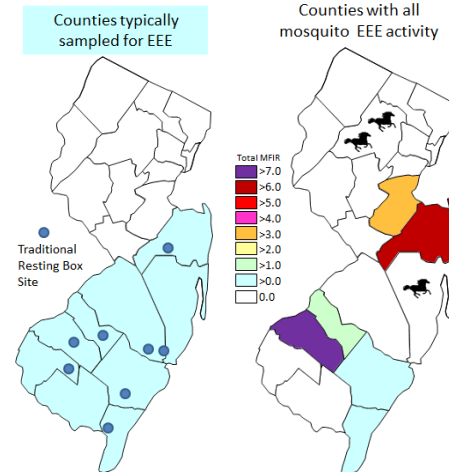 Counties typically
sampled for EEE
Counties with all
mosquito EEE activity
Traditional
Resting Box
Site
Total MFIR
>7.0
>6.0
>5.0
>4.0
>3.0
>2.0
>1.0
>0.0
0.0